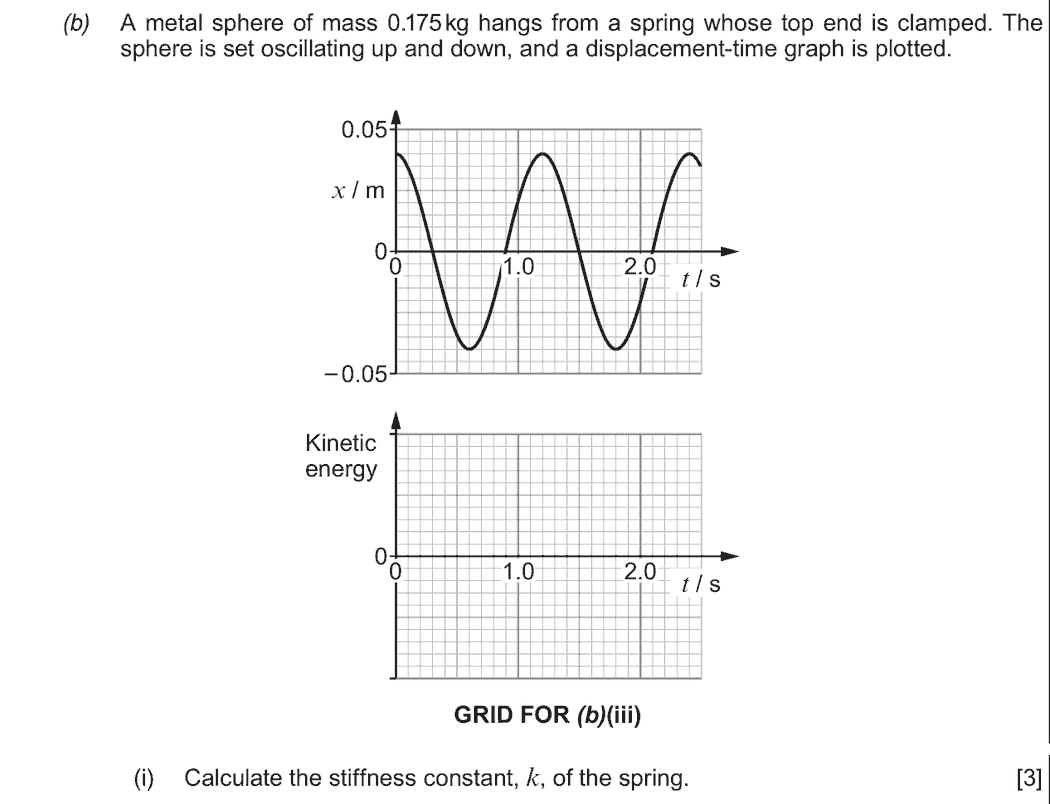 (b) A metal sphere of mass 0.175 kg hangs from a spring whose top end is clamped. The
sphere is set oscillating up and down, and a displacement-time graph is plotted.
0.05
x / m
0
0
1.0
2.0
t / s
−0.05
Kinetic
energy
0
0
1.0
2.0
t / s
GRID FOR (b)(iii)
(i) Calculate the stiffness constant, k, of the spring. [3]